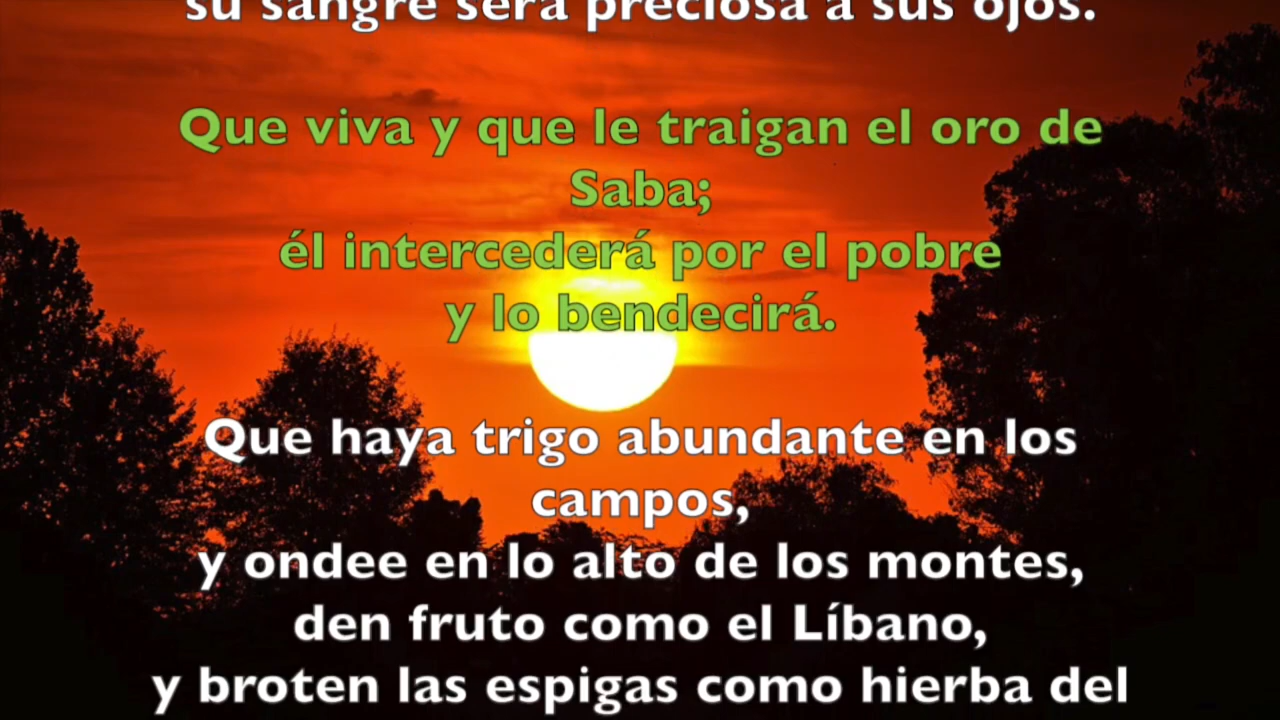 su sangre será preciosa a sus ojos.
Que viva y que le traigan el oro de
Saba;
él intercederá por el pobre
y lo bendecirá.
Que haya trigo abundante en los
campos,
y ondee en lo alto de los montes,
den fruto como el Líbano,
y broten las espigas como hierba del